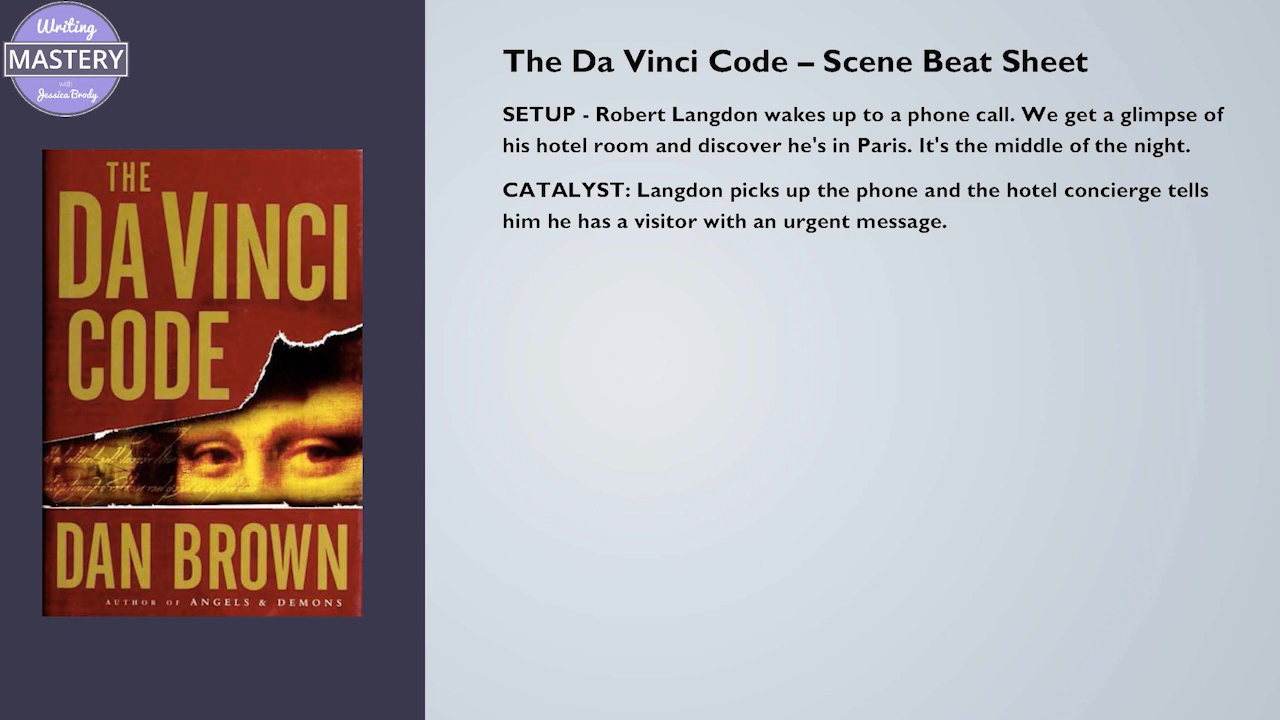 Writing
MASTERY
with
Jessica Brody
THE
DA VINCI
CODE
DAN BROWN
AUTHOR OF ANGELS & DEMONS
The Da Vinci Code – Scene Beat Sheet
SETUP - Robert Langdon wakes up to a phone call. We get a glimpse of
his hotel room and discover he's in Paris. It's the middle of the night.
CATALYST: Langdon picks up the phone and the hotel concierge tells
him he has a visitor with an urgent message.